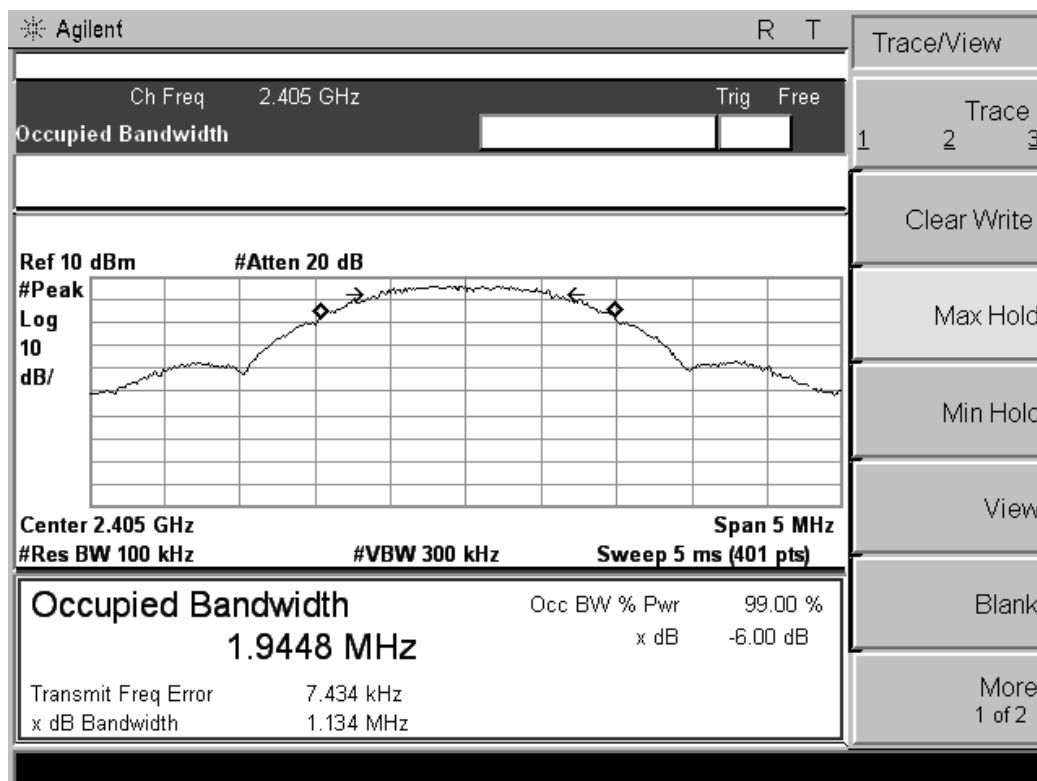 Agilent R T
Trace/View
Ch Freq 2.405 GHz Trig Free
Occupied Bandwidth
Trace
1 2 3
Clear Write
Ref 10 dBm #Atten 20 dB
#Peak
Log
10
dB/
Max Hold
Min Hold
Center 2.405 GHz Span 5 MHz
#Res BW 100 kHz #VBW 300 kHz Sweep 5 ms (401 pts)
View
Occupied Bandwidth
1.9448 MHz
Occ BW % Pwr 99.00 %
x dB -6.00 dB
Transmit Freq Error 7.434 kHz
x dB Bandwidth 1.134 MHz
Blank
More
1 of 2